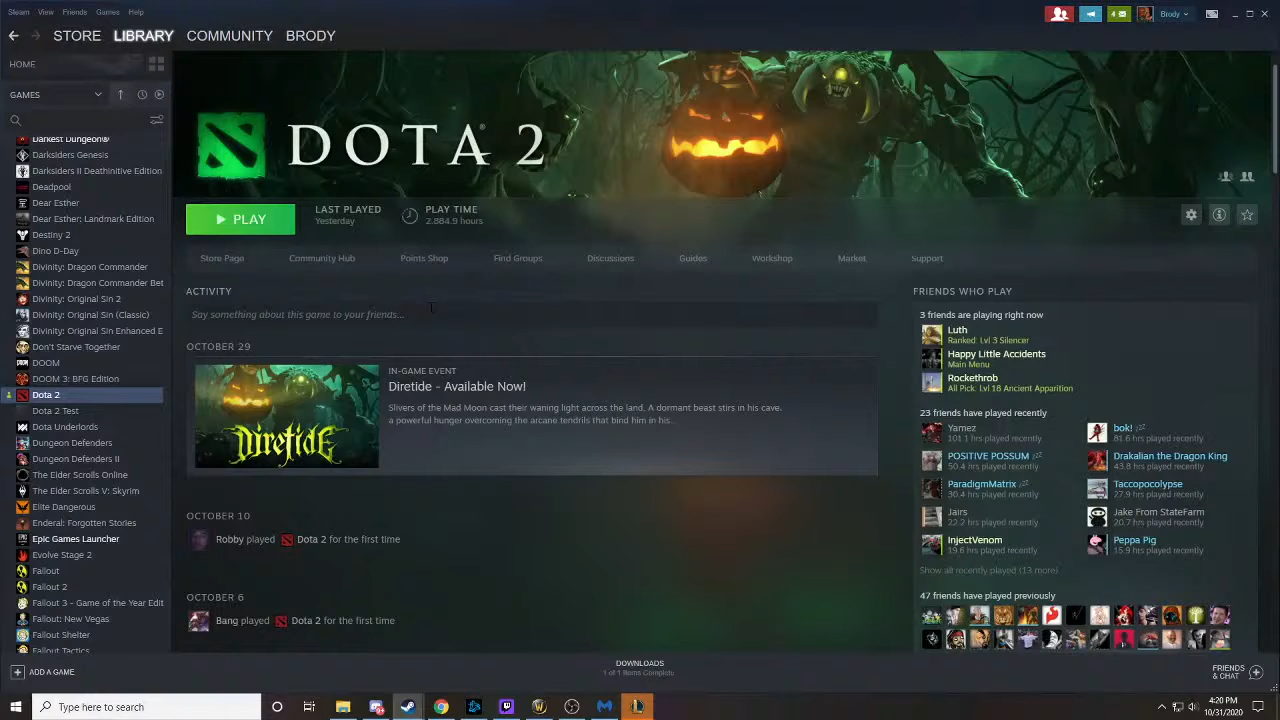 Steam View Friends Games Help
4 Brody
STORE LIBRARY COMMUNITY BRODY
HOME
GAMES
Darkest Dungeon®
Darksiders Genesis
Darksiders II Deathinitive Edition
Deadpool
Dear Esther
Dear Esther: Landmark Edition
Destiny 2
Dino D-Day
Divinity: Dragon Commander
Divinity: Dragon Commander Bet
Divinity: Original Sin 2
Divinity: Original Sin (Classic)
Divinity: Original Sin Enhanced E
Don't Starve Together
DOOM
DOOM 3: BFG Edition
Dota 2
Dota 2 Test
Dota Underlords
Dungeon Defenders
Dungeon Defenders II
The Elder Scrolls Online
The Elder Scrolls V: Skyrim
Elite Dangerous
Enderal: Forgotten Stories
Epic Games Launcher
Evolve Stage 2
Fallout
Fallout 2
Fallout 3 - Game of the Year Edit
Fallout: New Vegas
Fallout Shelter
Fallout Tactics
ADD A GAME
DOTA® 2
PLAY
LAST PLAYED
Yesterday
PLAY TIME
2,884.9 hours
Store Page Community Hub Points Shop Find Groups Discussions Guides Workshop Market Support
ACTIVITY
Say something about this game to your friends...
OCTOBER 29
DIRETIDE
IN-GAME EVENT
Diretide - Available Now!
Slivers of the Mad Moon cast their waning light across the land. A dormant beast stirs in his cave.
a powerful hunger overcoming the arcane tendrils that bind him in his..
OCTOBER 10
Robby played Dota 2 for the first time
OCTOBER 6
Bang played Dota 2 for the first time
FRIENDS WHO PLAY
3 friends are playing right now
Luth
Ranked: Lvl 3 Silencer
Happy Little Accidents
Main Menu
Rockethrob
All Pick: Lvl 18 Ancient Apparition
23 friends have played recently
Yamez
101.1 hrs played recently
bok! zzz
81.6 hrs played recently
POSITIVE POSSUM zzz
50.4 hrs played recently
Drakalian the Dragon King
43.8 hrs played recently
ParadigmMatrix zzz
30.4 hrs played recently
Taccopocolypse
27.9 hrs played recently
Jairs
22.2 hrs played recently
Jake From StateFarm
20.7 hrs played recently
InjectVenom
19.6 hrs played recently
Peppa Pig
15.9 hrs played recently
Show all recently played (13 more)
47 friends have played previously
DOWNLOADS
1 of 1 Items Complete
FRIENDS
& CHAT
Type here to search
4:20 PM
10/31/2020